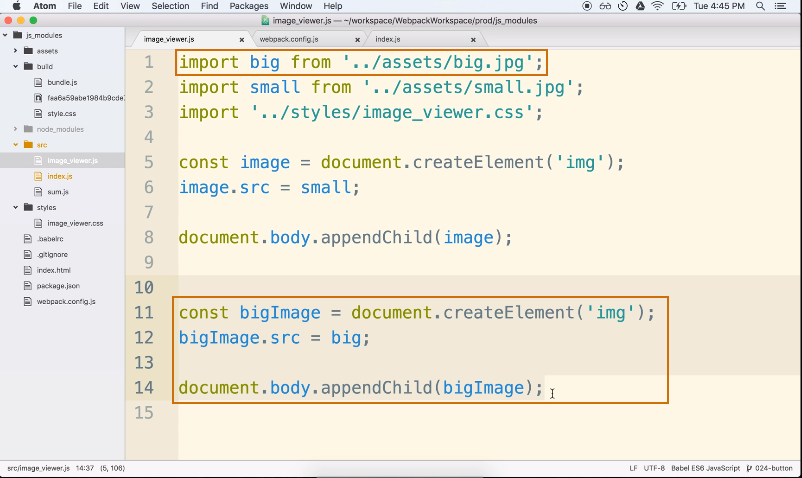 Atom File Edit View Selection Find Packages Window Help Tue 4:45 PM
image_viewer.js — ~/workspace/WebpackWorkspace/prod/js_modules
js_modules
assets
build
bundle.js
faa6a59abe1984b9cde
style.css
node_modules
src
image_viewer.js
index.js
sum.js
styles
image_viewer.css
.babelrc
.gitignore
index.html
package.json
webpack.config.js
image_viewer.js × webpack.config.js × index.js ×
1 import big from '../assets/big.jpg';
2 import small from '../assets/small.jpg';
3 import '../styles/image_viewer.css';
4
5 const image = document.createElement('img');
6 image.src = small;
7
8 document.body.appendChild(image);
9
10
11 const bigImage = document.createElement('img');
12 bigImage.src = big;
13
14 document.body.appendChild(bigImage);
15
src/image_viewer.js 14:37 (5, 106) LF UTF-8 Babel ES6 JavaScript 024-button